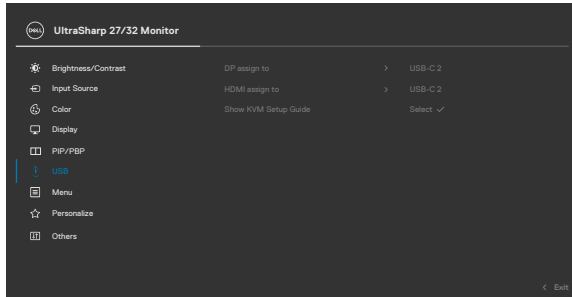 DELL UltraSharp 27/32 Monitor
Brightness/Contrast DP assign to > USB-C 2
Input Source HDMI assign to > USB-C 2
Color Show KVM Setup Guide Select ✓
Display
PIP/PBP
USB
Menu
Personalize
Others
< Exit